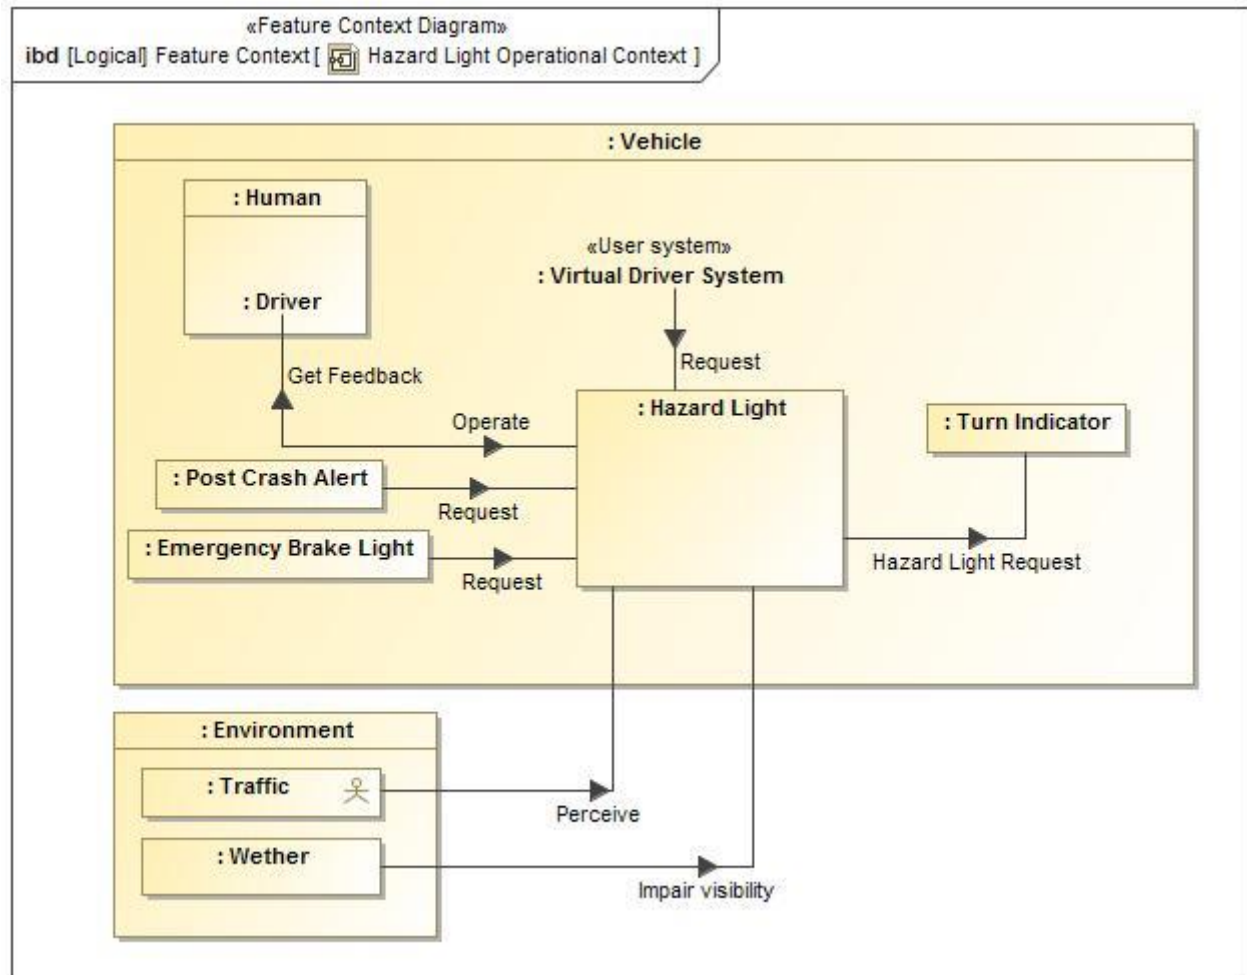 «Feature Context Diagram»
ibd [Logical] Feature Context [ Hazard Light Operational Context ]
: Vehicle
: Human
: Driver
«User system»
: Virtual Driver System
Request
Get Feedback
Operate
: Hazard Light
: Turn Indicator
: Post Crash Alert
Request
: Emergency Brake Light
Request
Hazard Light Request
: Environment
: Traffic
Perceive
: Wether
Impair visibility